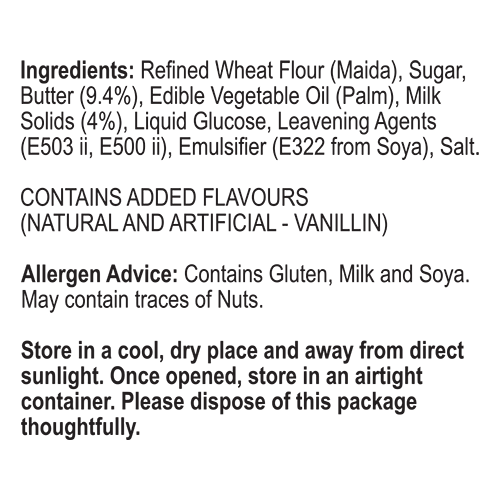 Ingredients: Refined Wheat Flour (Maida), Sugar,
Butter (9.4%), Edible Vegetable Oil (Palm), Milk
Solids (4%), Liquid Glucose, Leavening Agents
(E503 ii, E500 ii), Emulsifier (E322 from Soya), Salt.
CONTAINS ADDED FLAVOURS
(NATURAL AND ARTIFICIAL - VANILLIN)
Allergen Advice: Contains Gluten, Milk and Soya.
May contain traces of Nuts.
Store in a cool, dry place and away from direct
sunlight. Once opened, store in an airtight
container. Please dispose of this package
thoughtfully.